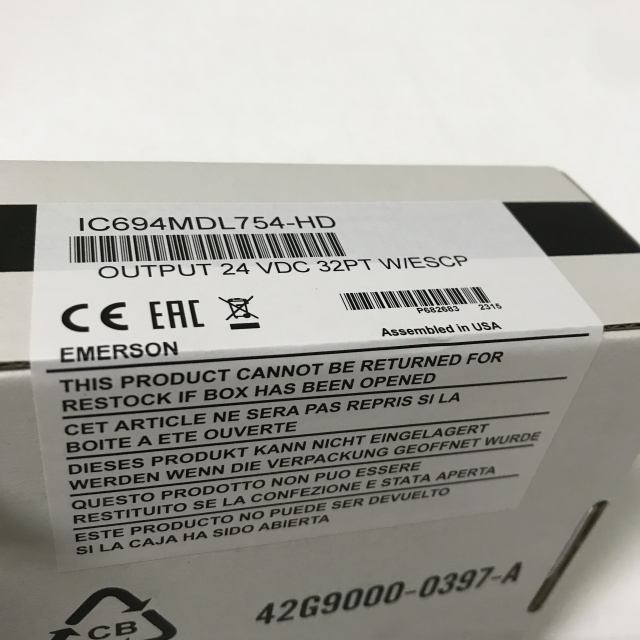 IC694MDL754-HD
OUTPUT 24 VDC 32PT W/ESCP
CE EAC
P682683 2315
Assembled in USA
EMERSON
THIS PRODUCT CANNOT BE RETURNED FOR
RESTOCK IF BOX HAS BEEN OPENED
CET ARTICLE NE SERA PAS REPRIS SI LA
BOITE A ETE OUVERTE
DIESES PRODUKT KANN NICHT EINGELAGERT
WERDEN WENN DIE VERPACKUNG GEOFFNET WURDE
QUESTO PRODOTTO NON PUO ESSERE
RESTITUITO SE LA CONFEZIONE E STATA APERTA
ESTE PRODUCTO NO PUEDE SER DEVUELTO
SI LA CAJA HA SIDO ABIERTA
42G9000-0397-A
CB